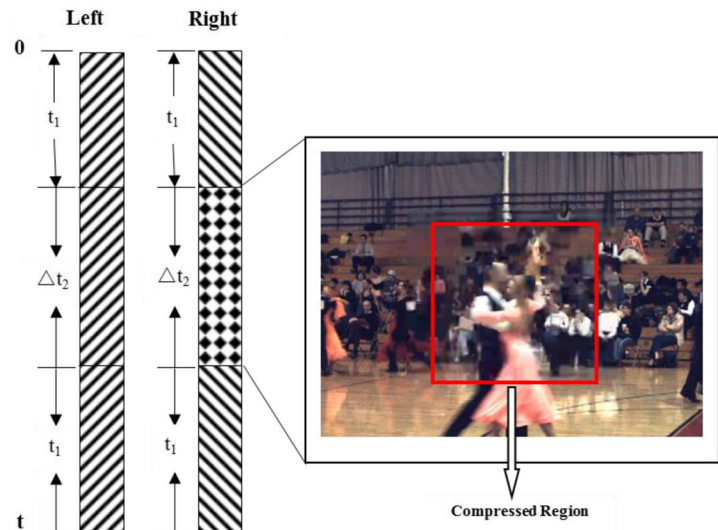 Left Right
0
t₁ t₁
△t₂ △t₂
t₁ t₁
t
Compressed Region